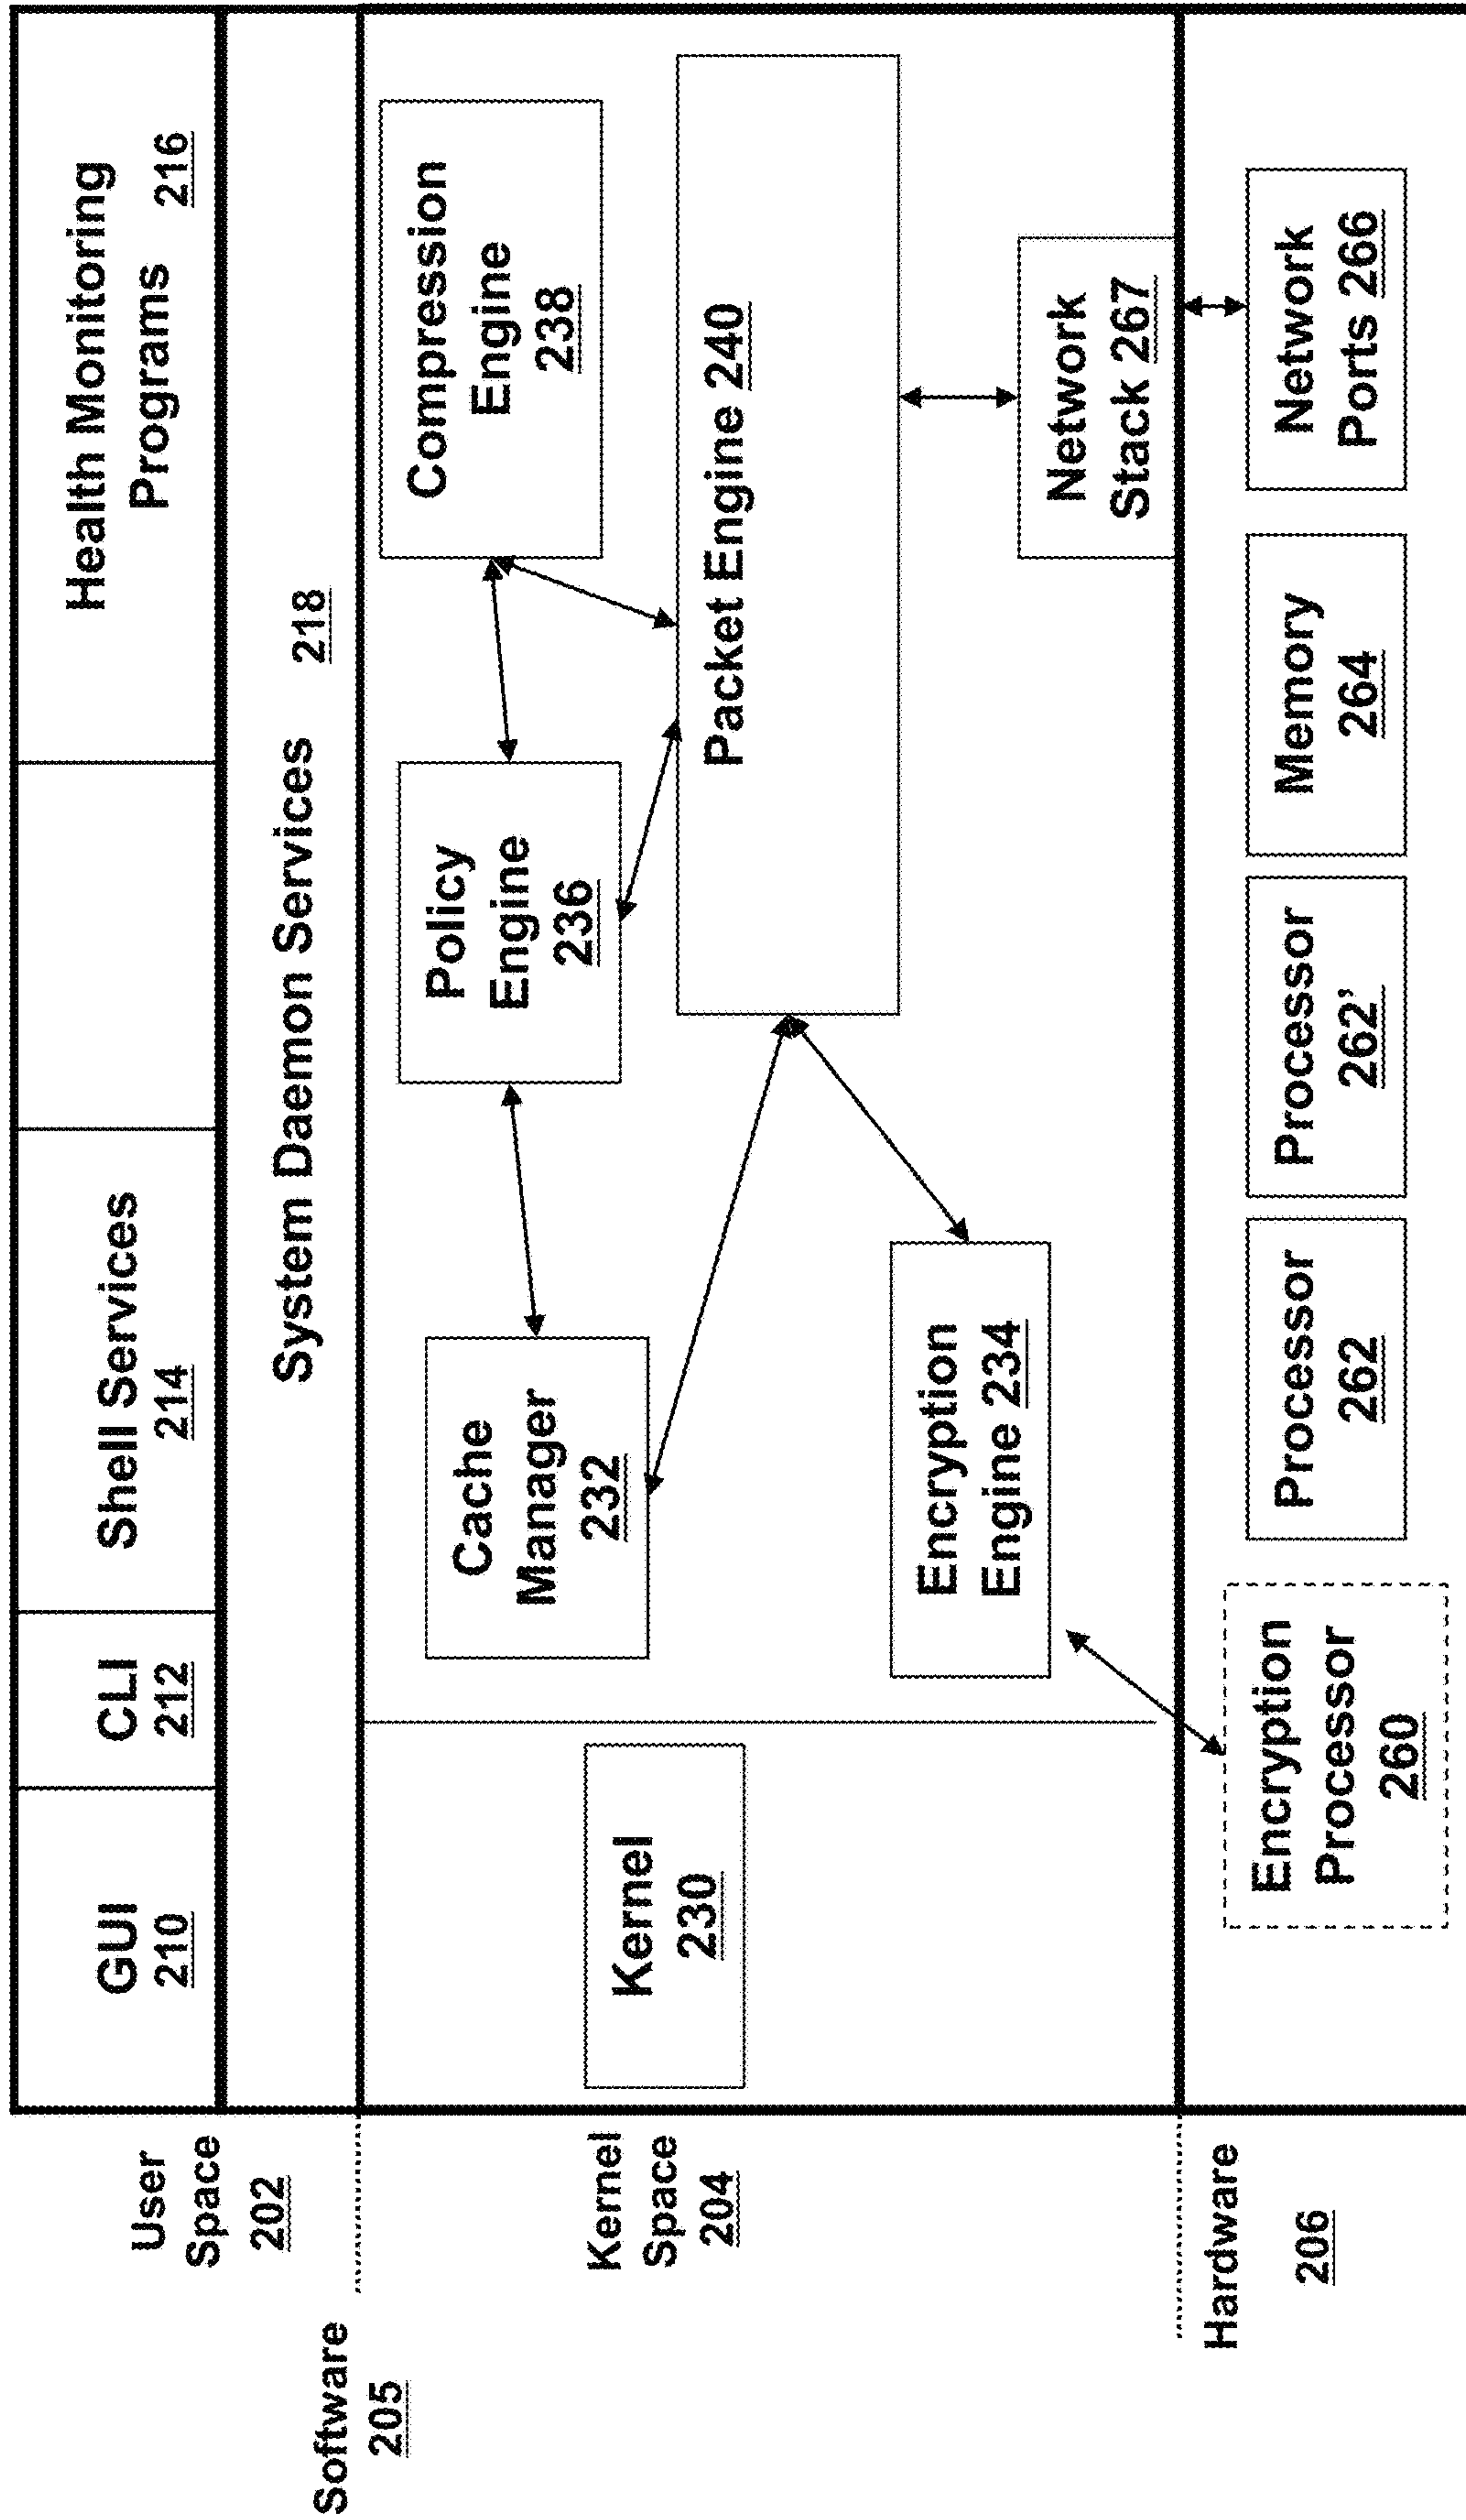 GUI
210
CLI
212
Shell Services
214
Health Monitoring
Programs 216
User
Space
202
System Daemon Services 218
Software
205
Kernel
Space
204
Kernel
230
Cache
Manager
232
Policy
Engine
236
Compression
Engine
238
Packet Engine 240
Encryption
Engine 234
Network
Stack 267
Hardware
206
Encryption
Processor
260
Processor
262
Processor
262’
Memory
264
Network
Ports 266